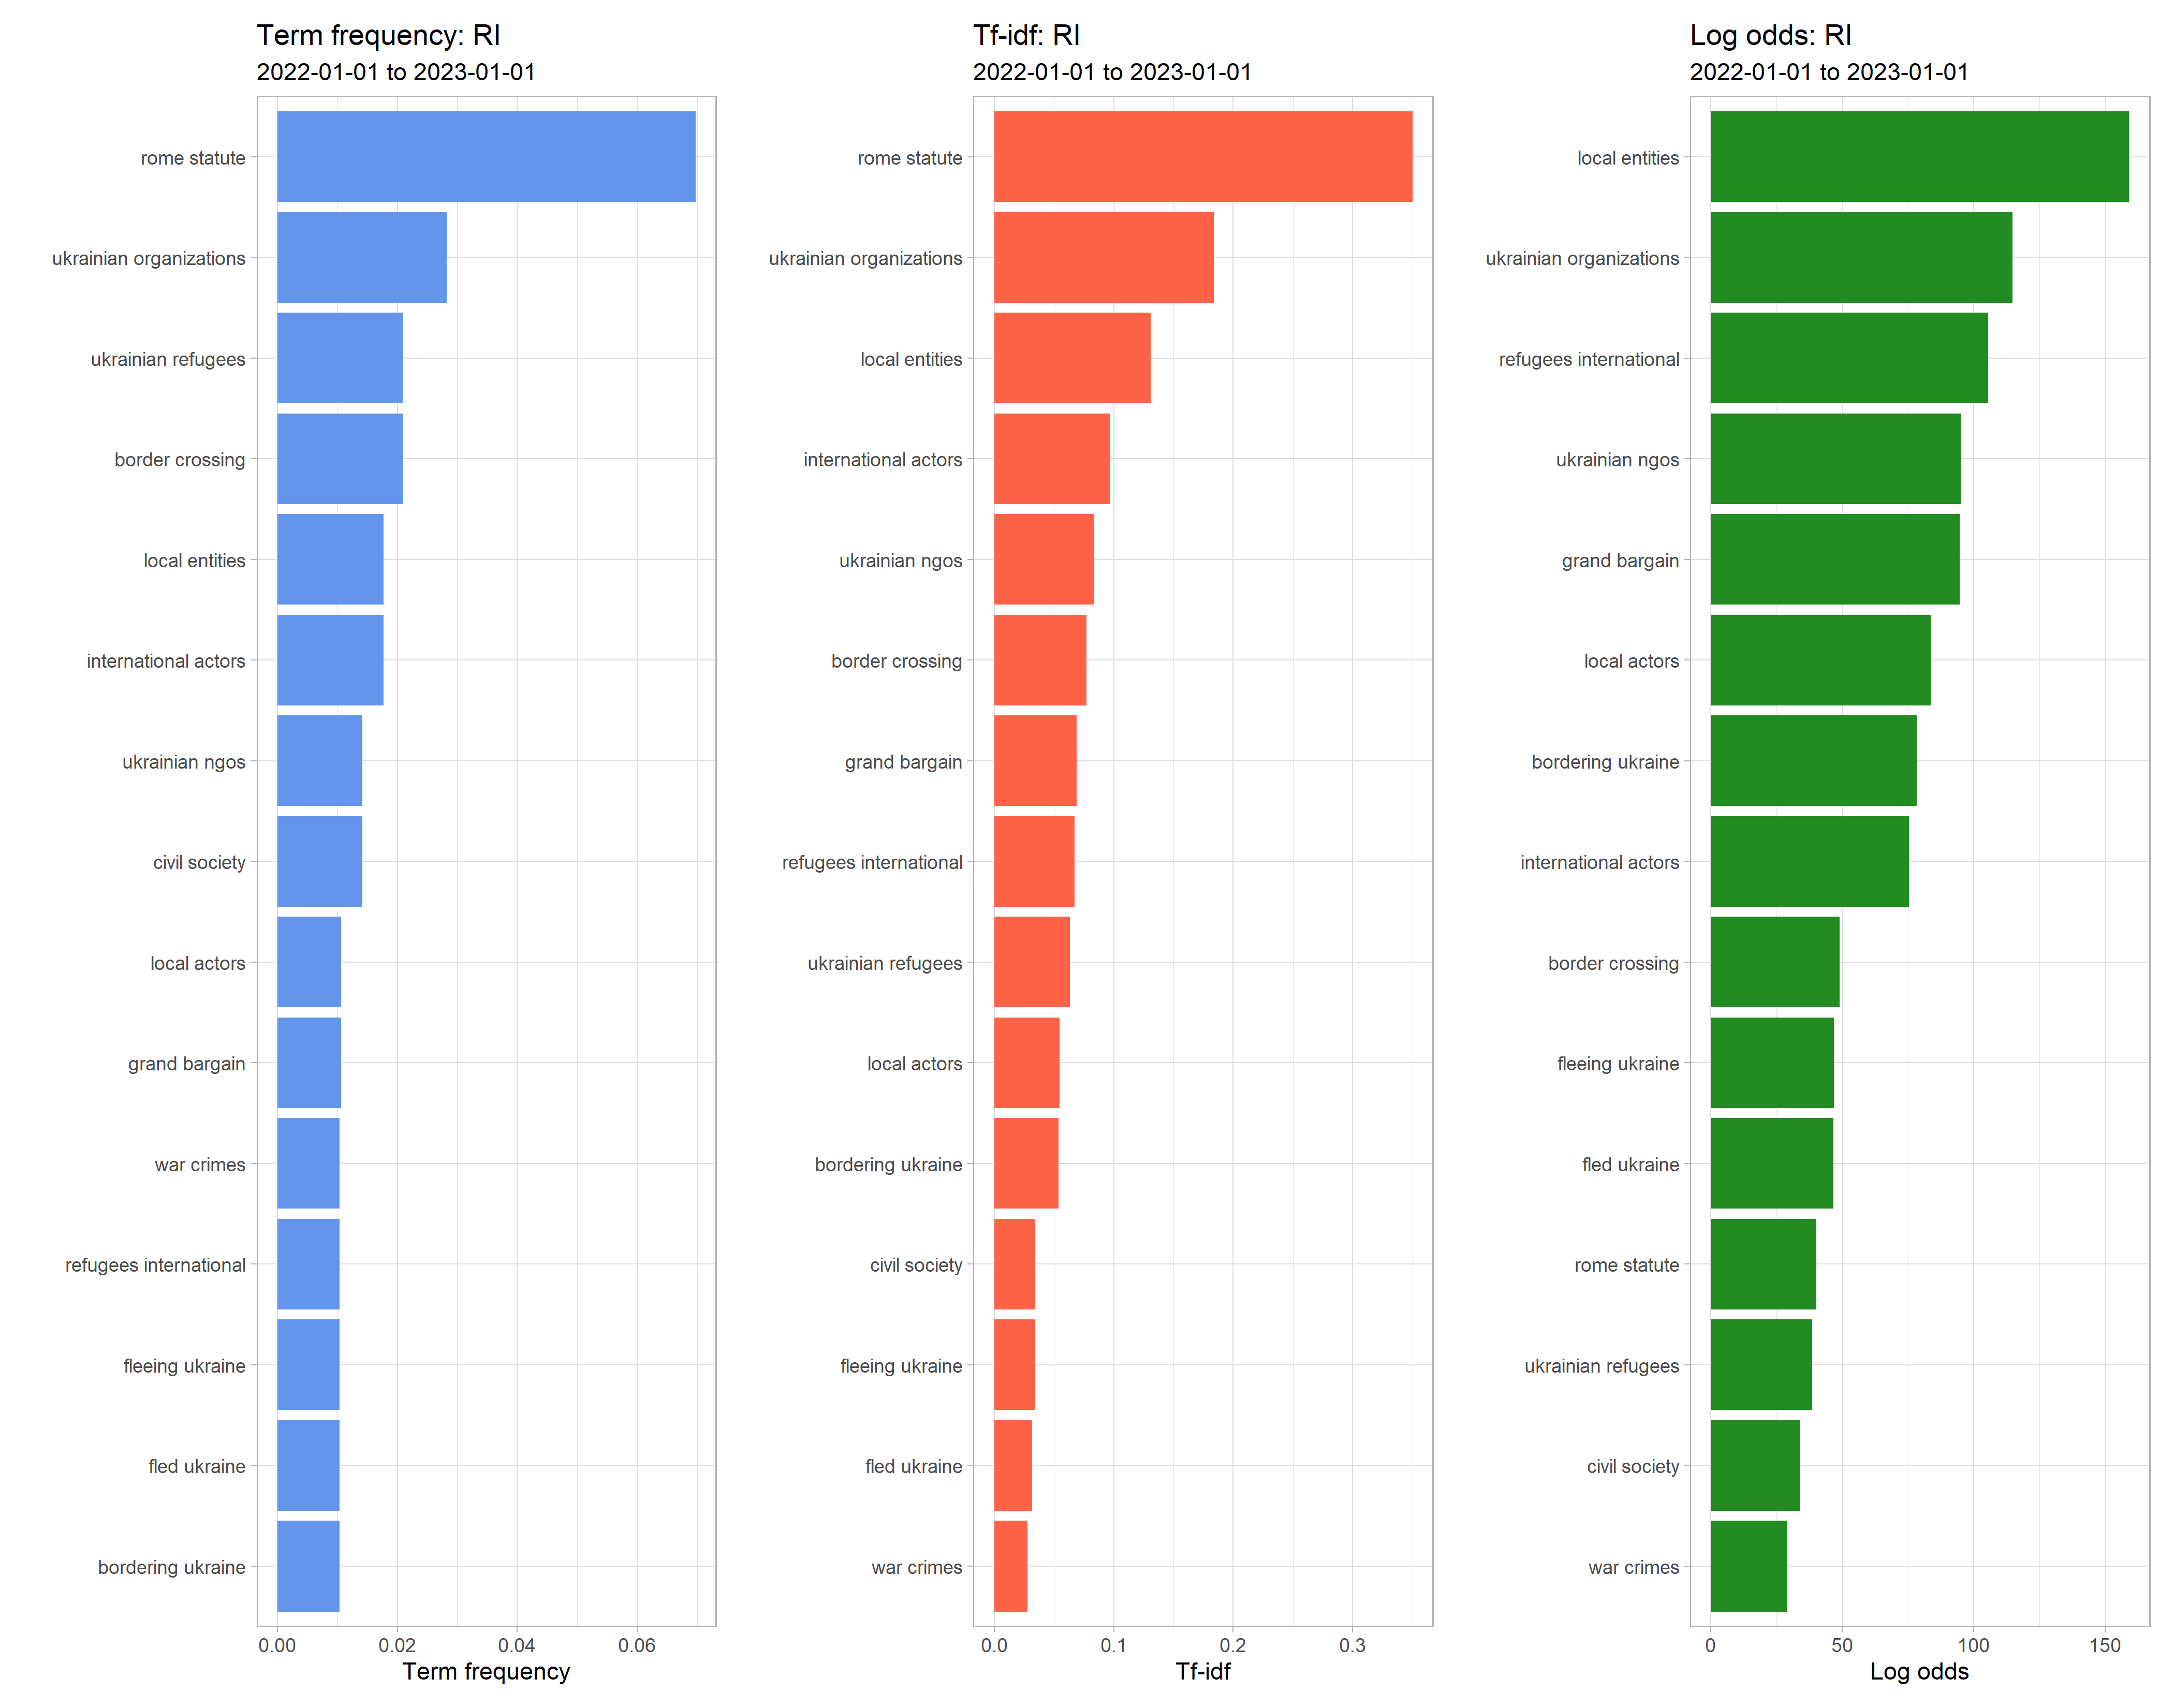 Term frequency: RI
2022-01-01 to 2023-01-01
rome statute
ukrainian organizations
ukrainian refugees
border crossing
local entities
international actors
ukrainian ngos
civil society
local actors
grand bargain
war crimes
refugees international
fleeing ukraine
fled ukraine
bordering ukraine
0.00 0.02 0.04 0.06
Term frequency
Tf-idf: RI
2022-01-01 to 2023-01-01
rome statute
ukrainian organizations
local entities
international actors
ukrainian ngos
border crossing
grand bargain
refugees international
ukrainian refugees
local actors
bordering ukraine
civil society
fleeing ukraine
fled ukraine
war crimes
0.0 0.1 0.2 0.3
Tf-idf
Log odds: RI
2022-01-01 to 2023-01-01
local entities
ukrainian organizations
refugees international
ukrainian ngos
grand bargain
local actors
bordering ukraine
international actors
border crossing
fleeing ukraine
fled ukraine
rome statute
ukrainian refugees
civil society
war crimes
0 50 100 150
Log odds